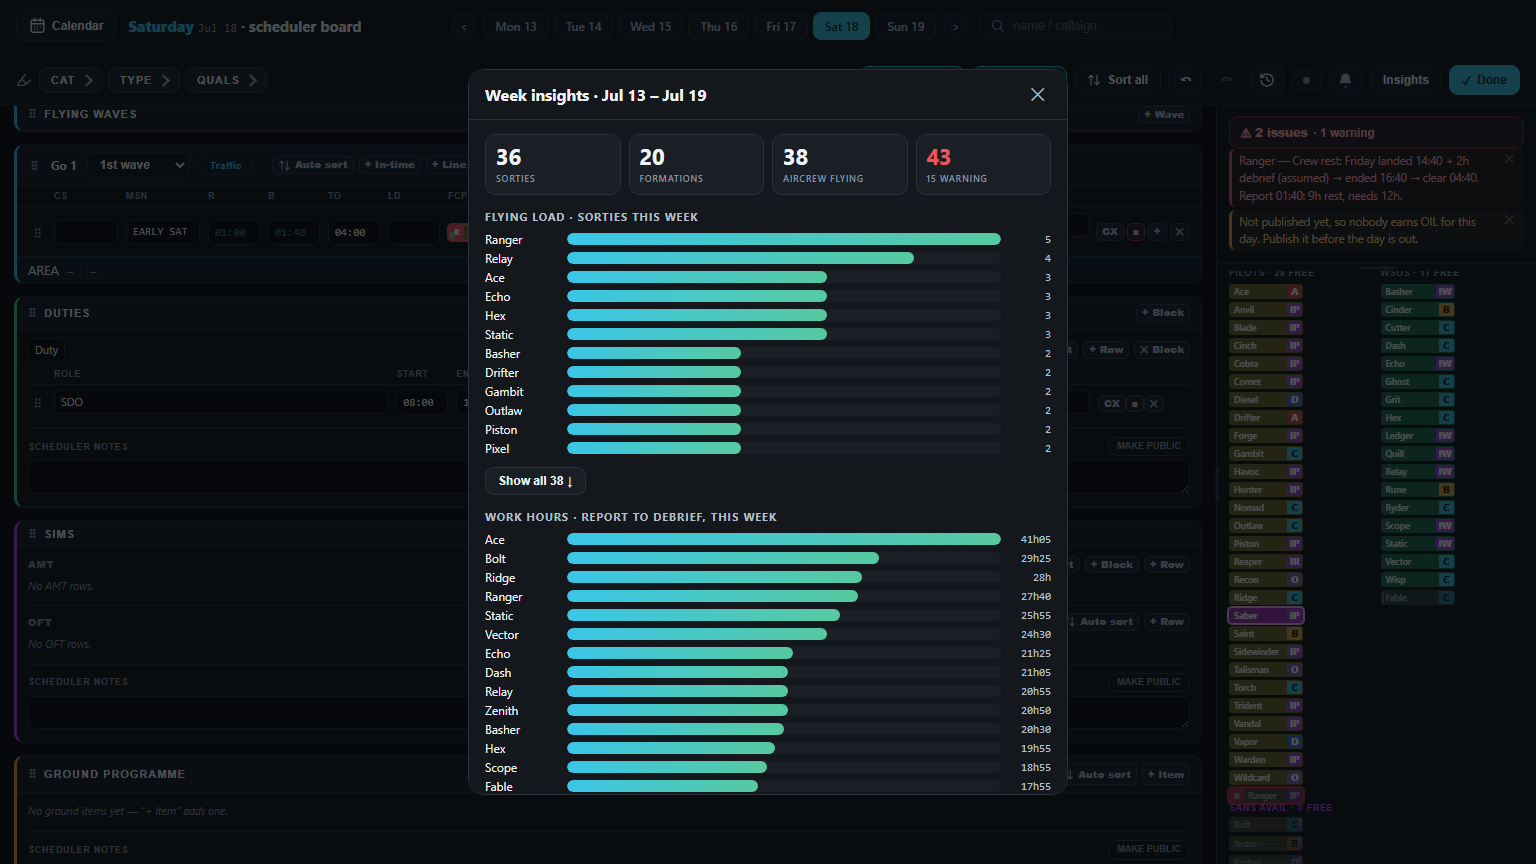 Calendar
Saturday Jul 18 · scheduler board
Mon 13
Tue 14
Wed 15
Thu 16
Fri 17
Sat 18
Sun 19
name / callsign
CAT
TYPE
QUALS
Sort all
Insights
✓ Done
FLYING WAVES
+ Wave
Go 1
1st wave
Traffic
Auto sort
+ In-time
+ Line
CS
MSN
R
B
TO
LD
FCP
EARLY SAT
01:00
01:40
04:00
R
CX
+
AREA – –
DUTIES
+ Block
Duty
+ Row
✕ Block
ROLE
START
EN
SDO
08:00
1
CX
SCHEDULER NOTES
MAKE PUBLIC
SIMS
AMT
+ Block
+ Row
No AMT rows.
OFT
Auto sort
+ Row
No OFT rows.
SCHEDULER NOTES
MAKE PUBLIC
GROUND PROGRAMME
Auto sort
+ Item
No ground items yet — "+ Item" adds one.
SCHEDULER NOTES
MAKE PUBLIC
Week insights · Jul 13 – Jul 19
36
SORTIES
20
FORMATIONS
38
AIRCREW FLYING
43
15 WARNING
FLYING LOAD · SORTIES THIS WEEK
Ranger 5
Relay 4
Ace 3
Echo 3
Hex 3
Static 3
Basher 2
Drifter 2
Gambit 2
Outlaw 2
Piston 2
Pixel 2
Show all 38 ↓
WORK HOURS · REPORT TO DEBRIEF, THIS WEEK
Ace 41h05
Bolt 29h25
Ridge 28h
Ranger 27h40
Static 25h55
Vector 24h30
Echo 21h25
Dash 21h05
Relay 20h55
Zenith 20h50
Basher 20h30
Hex 19h55
Scope 18h55
Fable 17h55
⚠ 2 issues · 1 warning
Ranger — Crew rest: Friday landed 14:40 + 2h
debrief (assumed) → ended 16:40 → clear 04:40.
Report 01:40: 9h rest, needs 12h.
Not published yet, so nobody earns OIL for this
day. Publish it before the day is out.
PILOTS · 28 FREE
Ace A
Anvil IP
Blade IP
Cinch IP
Cobra IP
Comet IP
Diesel D
Drifter A
Forge IP
Gambit C
Havoc IP
Hunter IP
Nomad C
Outlaw C
Piston IP
Reaper IR
Recon O
Ridge C
Saber IP
Saint B
Sidewinder IP
Talisman O
Torch C
Trident IP
Vandal IP
Vapor D
Warden IP
Wildcard O
R Ranger IP
WSOS · 17 FREE
Basher IW
Cinder B
Cutter C
Dash C
Echo IW
Ghost C
Grit C
Hex C
Ledger IW
Quill IW
Relay IW
Rune B
Ryder C
Scope IW
Static IW
Vector C
Wisp C
Fable C
SANS AVAIL · FREE
Bolt C
Jester B